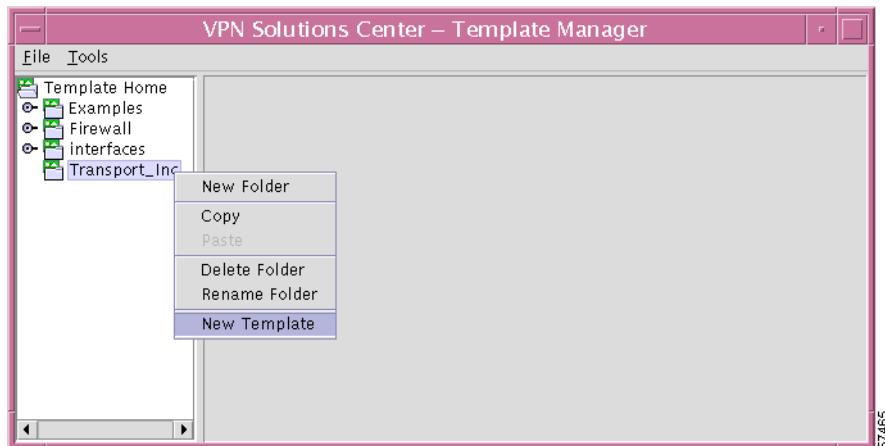 VPN Solutions Center – Template Manager
File Tools
Template Home
Examples
Firewall
interfaces
Transport_Inc
New Folder
Copy
Paste
Delete Folder
Rename Folder
New Template
57465